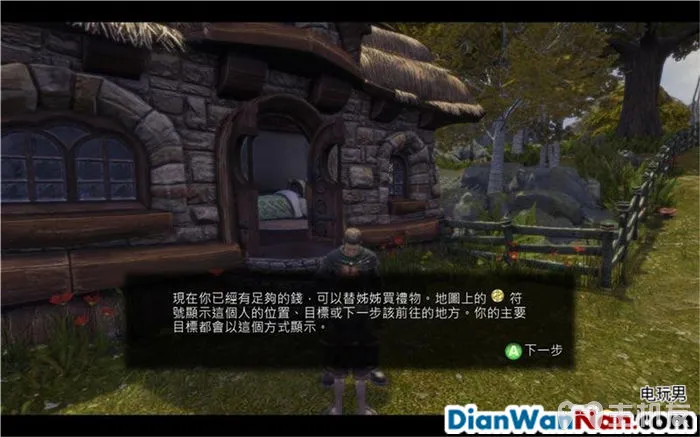 現在你已經有足夠的錢，可以替姊姊買禮物。地圖上的 符
號顯示這個人的位置、目標或下一步該前往的地方。你的主要
目標都會以這個方式顯示。
A 下一步
电玩男
DianWanNan.com